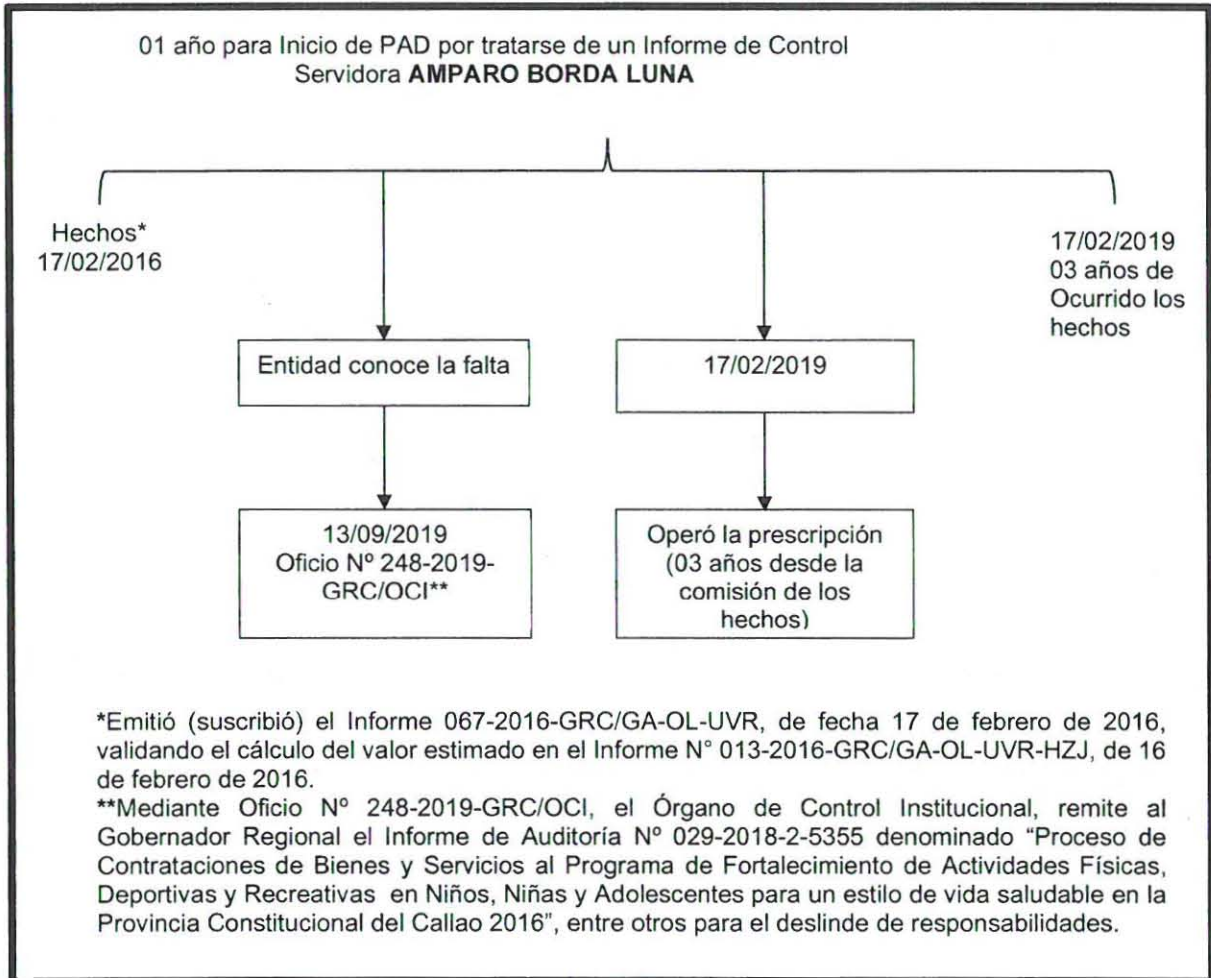 01 año para Inicio de PAD por tratarse de un Informe de Control
Servidora AMPARO BORDA LUNA
Hechos*
17/02/2016
17/02/2019
03 años de
Ocurrido los
hechos
Entidad conoce la falta
17/02/2019
13/09/2019
Oficio Nº 248-2019-
GRC/OCI**
Operó la prescripción
(03 años desde la
comisión de los
hechos)
*Emitió (suscribió) el Informe 067-2016-GRC/GA-OL-UVR, de fecha 17 de febrero de 2016,
validando el cálculo del valor estimado en el Informe N° 013-2016-GRC/GA-OL-UVR-HZJ, de 16
de febrero de 2016.
**Mediante Oficio Nº 248-2019-GRC/OCI, el Órgano de Control Institucional, remite al
Gobernador Regional el Informe de Auditoría Nº 029-2018-2-5355 denominado “Proceso de
Contrataciones de Bienes y Servicios al Programa de Fortalecimiento de Actividades Físicas,
Deportivas y Recreativas en Niños, Niñas y Adolescentes para un estilo de vida saludable en la
Provincia Constitucional del Callao 2016”, entre otros para el deslinde de responsabilidades.